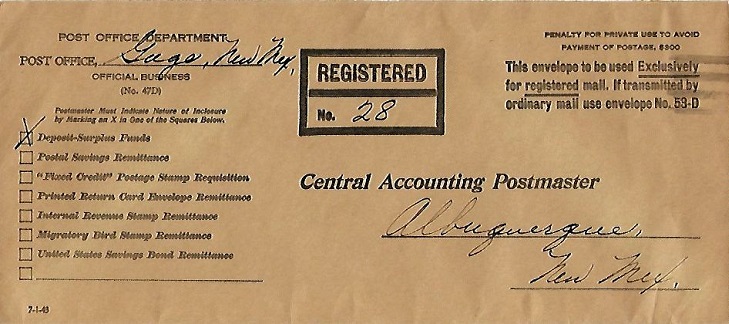 POST OFFICE DEPARTMENT
POST OFFICE, Gage, New Mex.
OFFICIAL BUSINESS
(No. 47D)
Postmaster Must Indicate Nature of Inclosure
by Marking an X in One of the Squares Below.
X Deposit-Surplus Funds
Postal Savings Remittance
"Fixed Credit" Postage Stamp Requisition
Printed Return Card Envelope Remittance
Internal Revenue Stamp Remittance
Migratory Bird Stamp Remittance
United States Savings Bond Remittance
7-1-43
REGISTERED
No. 28
PENALTY FOR PRIVATE USE TO AVOID
PAYMENT OF POSTAGE, $300
This envelope to be used Exclusively
for registered mail. If transmitted by
ordinary mail use envelope No. 53-D
Central Accounting Postmaster
Albuquerque,
New Mex.